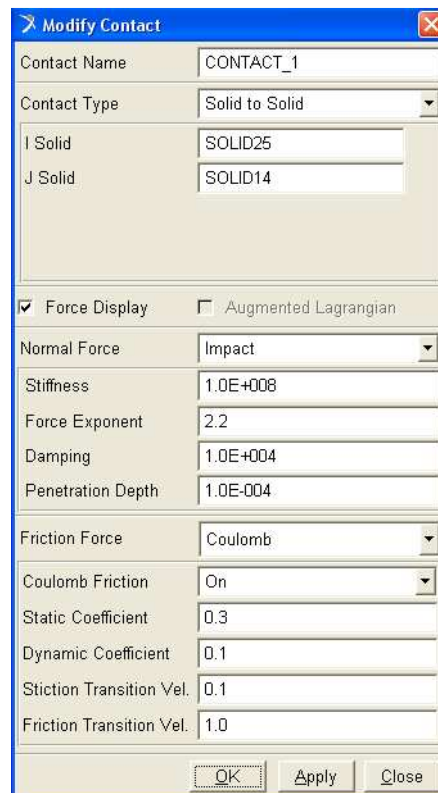 Modify Contact
Contact Name CONTACT_1
Contact Type Solid to Solid
I Solid SOLID25
J Solid SOLID14
Force Display Augmented Lagrangian
Normal Force Impact
Stiffness 1.0E+008
Force Exponent 2.2
Damping 1.0E+004
Penetration Depth 1.0E-004
Friction Force Coulomb
Coulomb Friction On
Static Coefficient 0.3
Dynamic Coefficient 0.1
Stiction Transition Vel. 0.1
Friction Transition Vel. 1.0
OK Apply Close